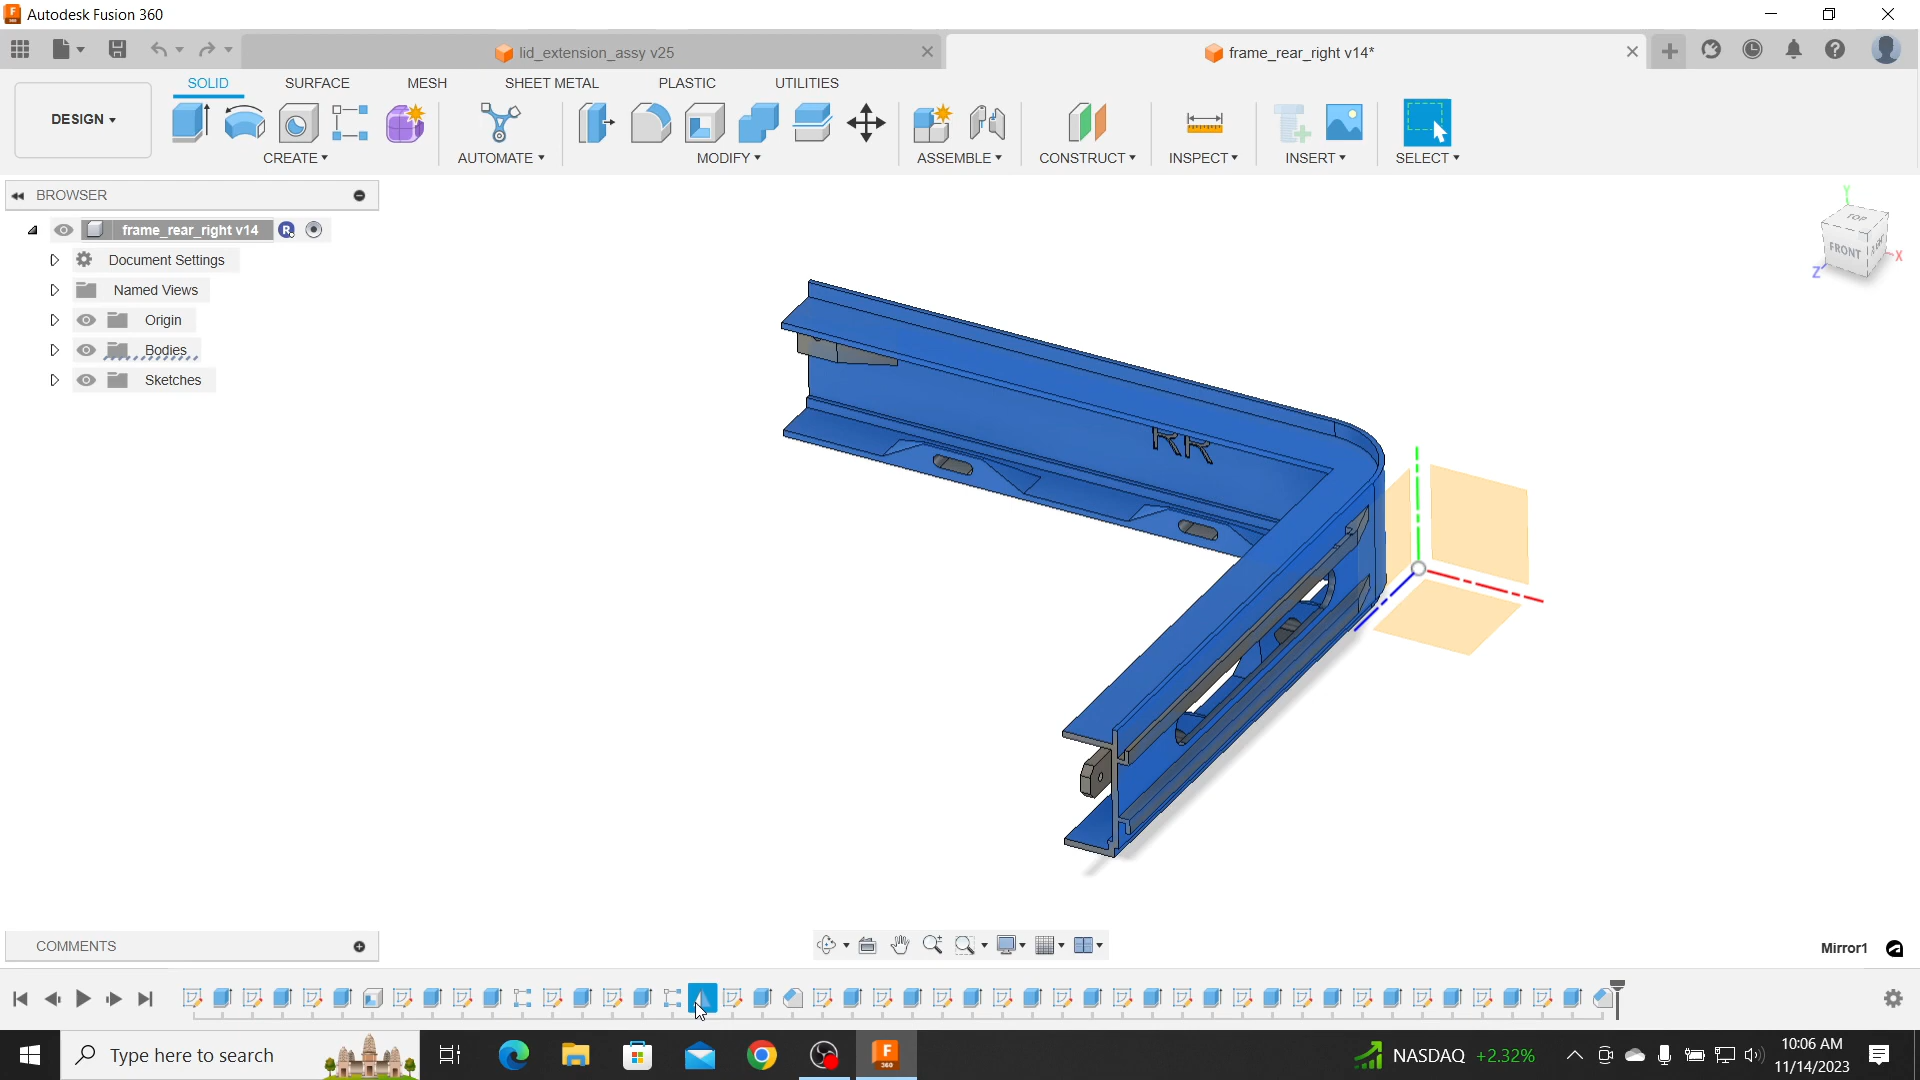 Autodesk Fusion 360
lid_extension_assy v25
frame_rear_right v14*
DESIGN
SOLID
SURFACE
MESH
SHEET METAL
PLASTIC
UTILITIES
CREATE
AUTOMATE
MODIFY
ASSEMBLE
CONSTRUCT
INSPECT
INSERT
SELECT
BROWSER
frame_rear_right v14
Document Settings
Named Views
Origin
Bodies
Sketches
Y
TOP
FRONT
X
Z
RR
COMMENTS
Mirror1
Type here to search
360
NASDAQ +2.32%
10:06 AM
11/14/2023